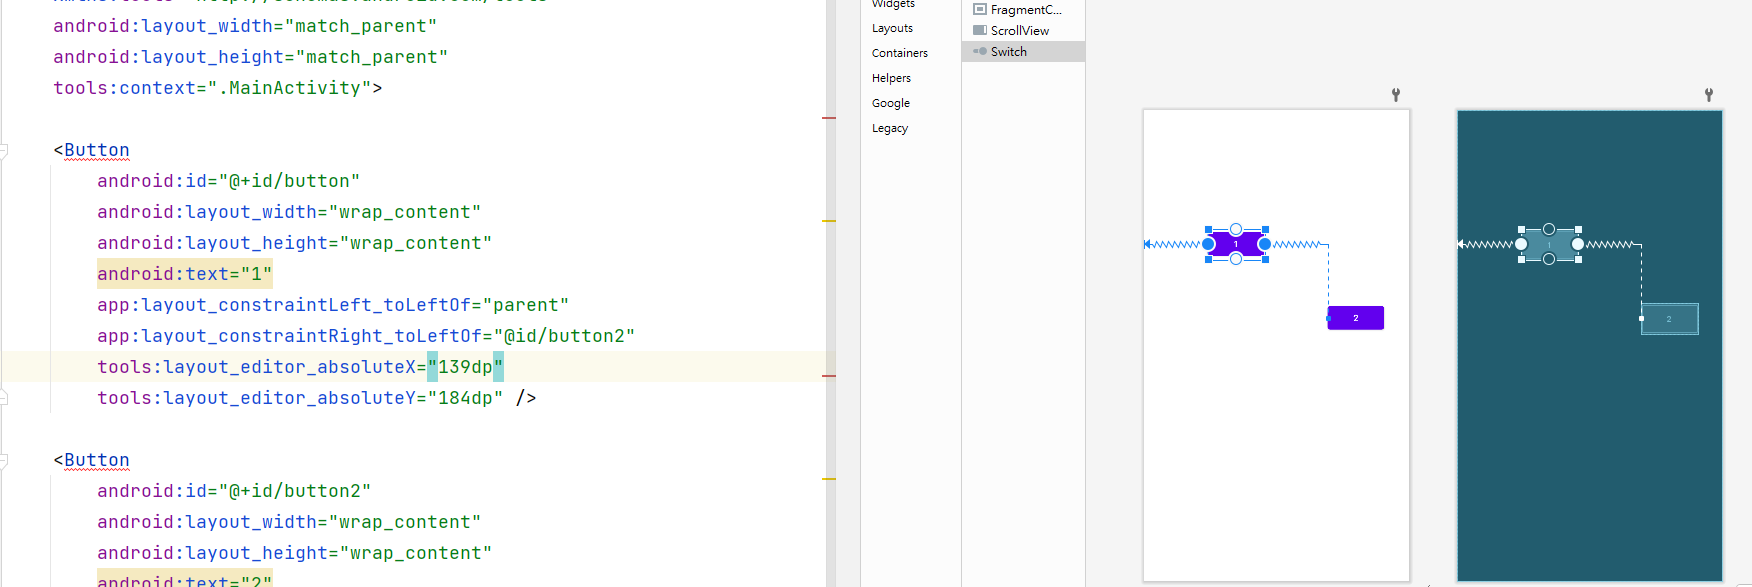 android:layout_width="match_parent"
android:layout_height="match_parent"
tools:context=".MainActivity">
<Button
android:id="@+id/button"
android:layout_width="wrap_content"
android:layout_height="wrap_content"
android:text="1"
app:layout_constraintLeft_toLeftOf="parent"
app:layout_constraintRight_toLeftOf="@id/button2"
tools:layout_editor_absoluteX="139dp"
tools:layout_editor_absoluteY="184dp" />
<Button
android:id="@+id/button2"
android:layout_width="wrap_content"
android:layout_height="wrap_content"
android:text="2"
Widgets
Layouts
Containers
Helpers
Google
Legacy
FragmentC...
ScrollView
Switch
1
2
1
2